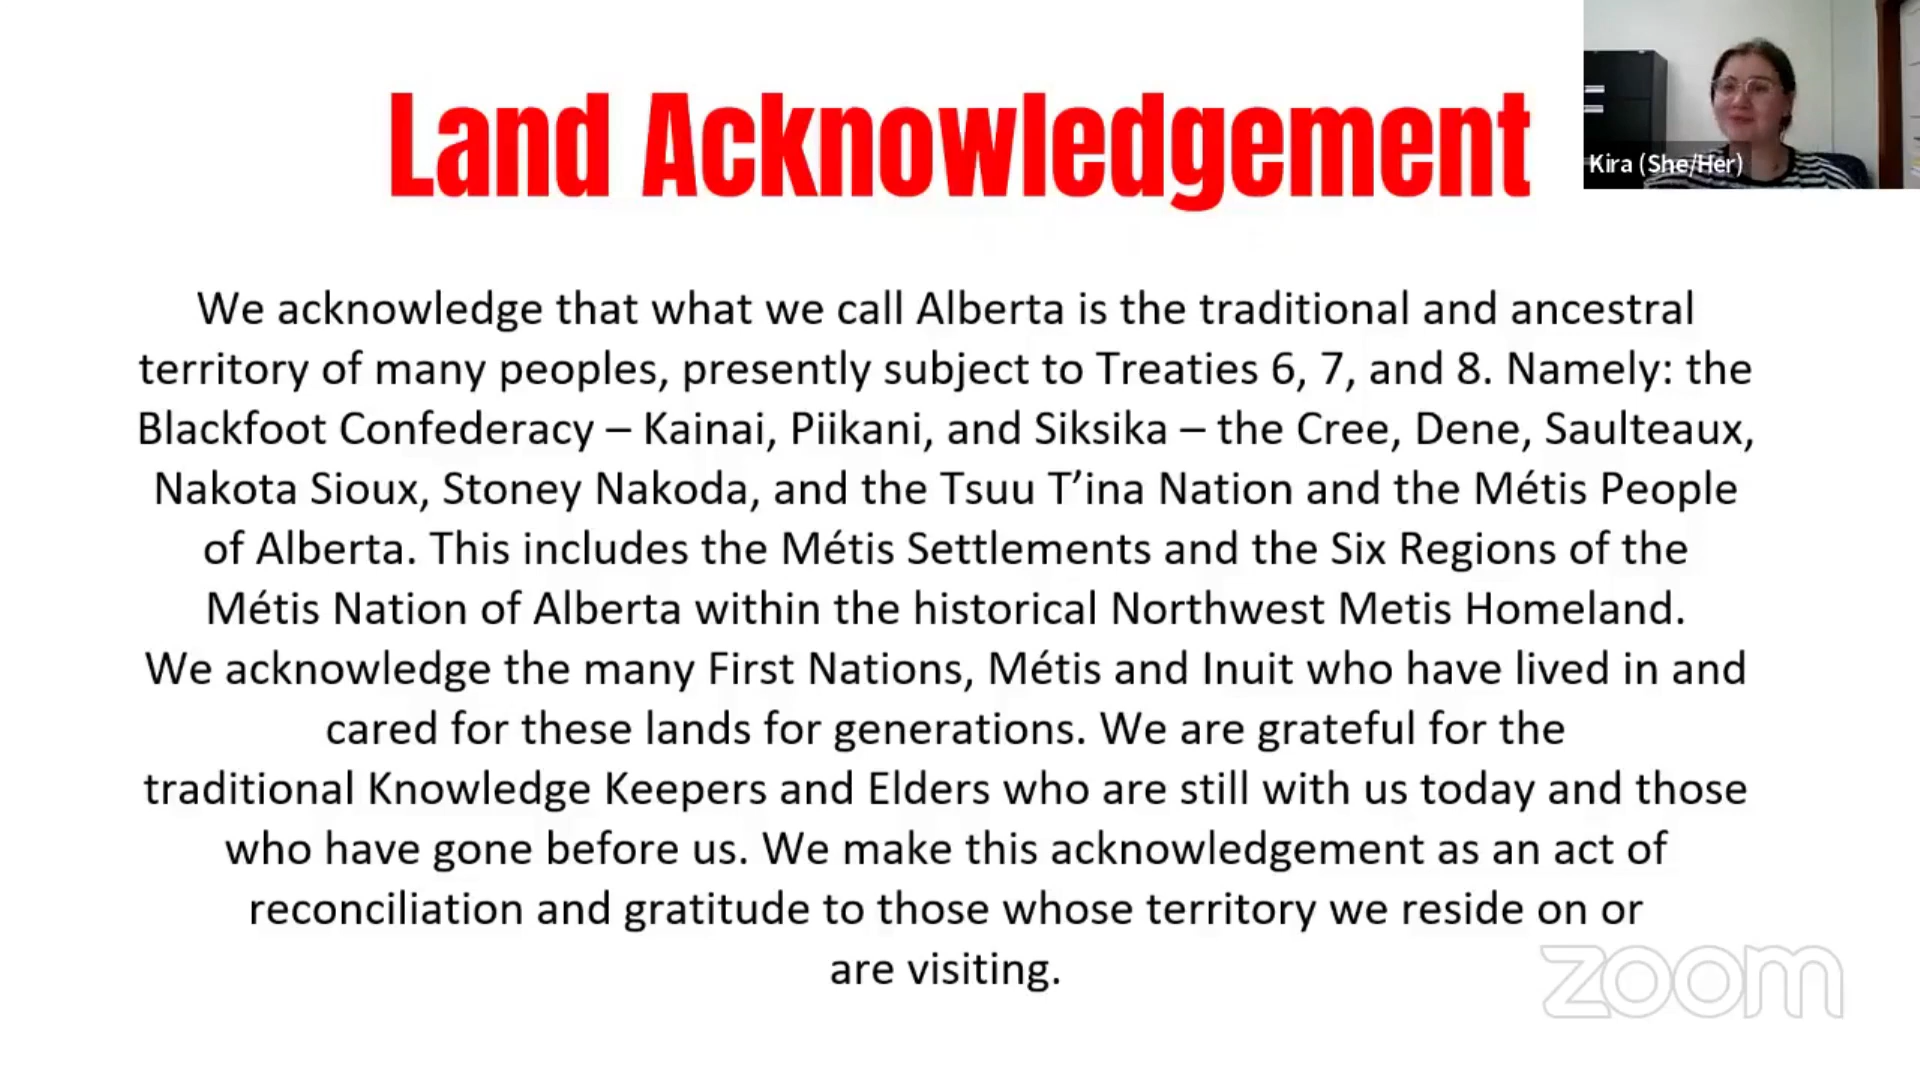 Land Acknowledgement
Kira (She/Her)
We acknowledge that what we call Alberta is the traditional and ancestral
territory of many peoples, presently subject to Treaties 6, 7, and 8. Namely: the
Blackfoot Confederacy – Kainai, Piikani, and Siksika – the Cree, Dene, Saulteaux,
Nakota Sioux, Stoney Nakoda, and the Tsuu T’ina Nation and the Métis People
of Alberta. This includes the Métis Settlements and the Six Regions of the
Métis Nation of Alberta within the historical Northwest Metis Homeland.
We acknowledge the many First Nations, Métis and Inuit who have lived in and
cared for these lands for generations. We are grateful for the
traditional Knowledge Keepers and Elders who are still with us today and those
who have gone before us. We make this acknowledgement as an act of
reconciliation and gratitude to those whose territory we reside on or
are visiting.
zoom